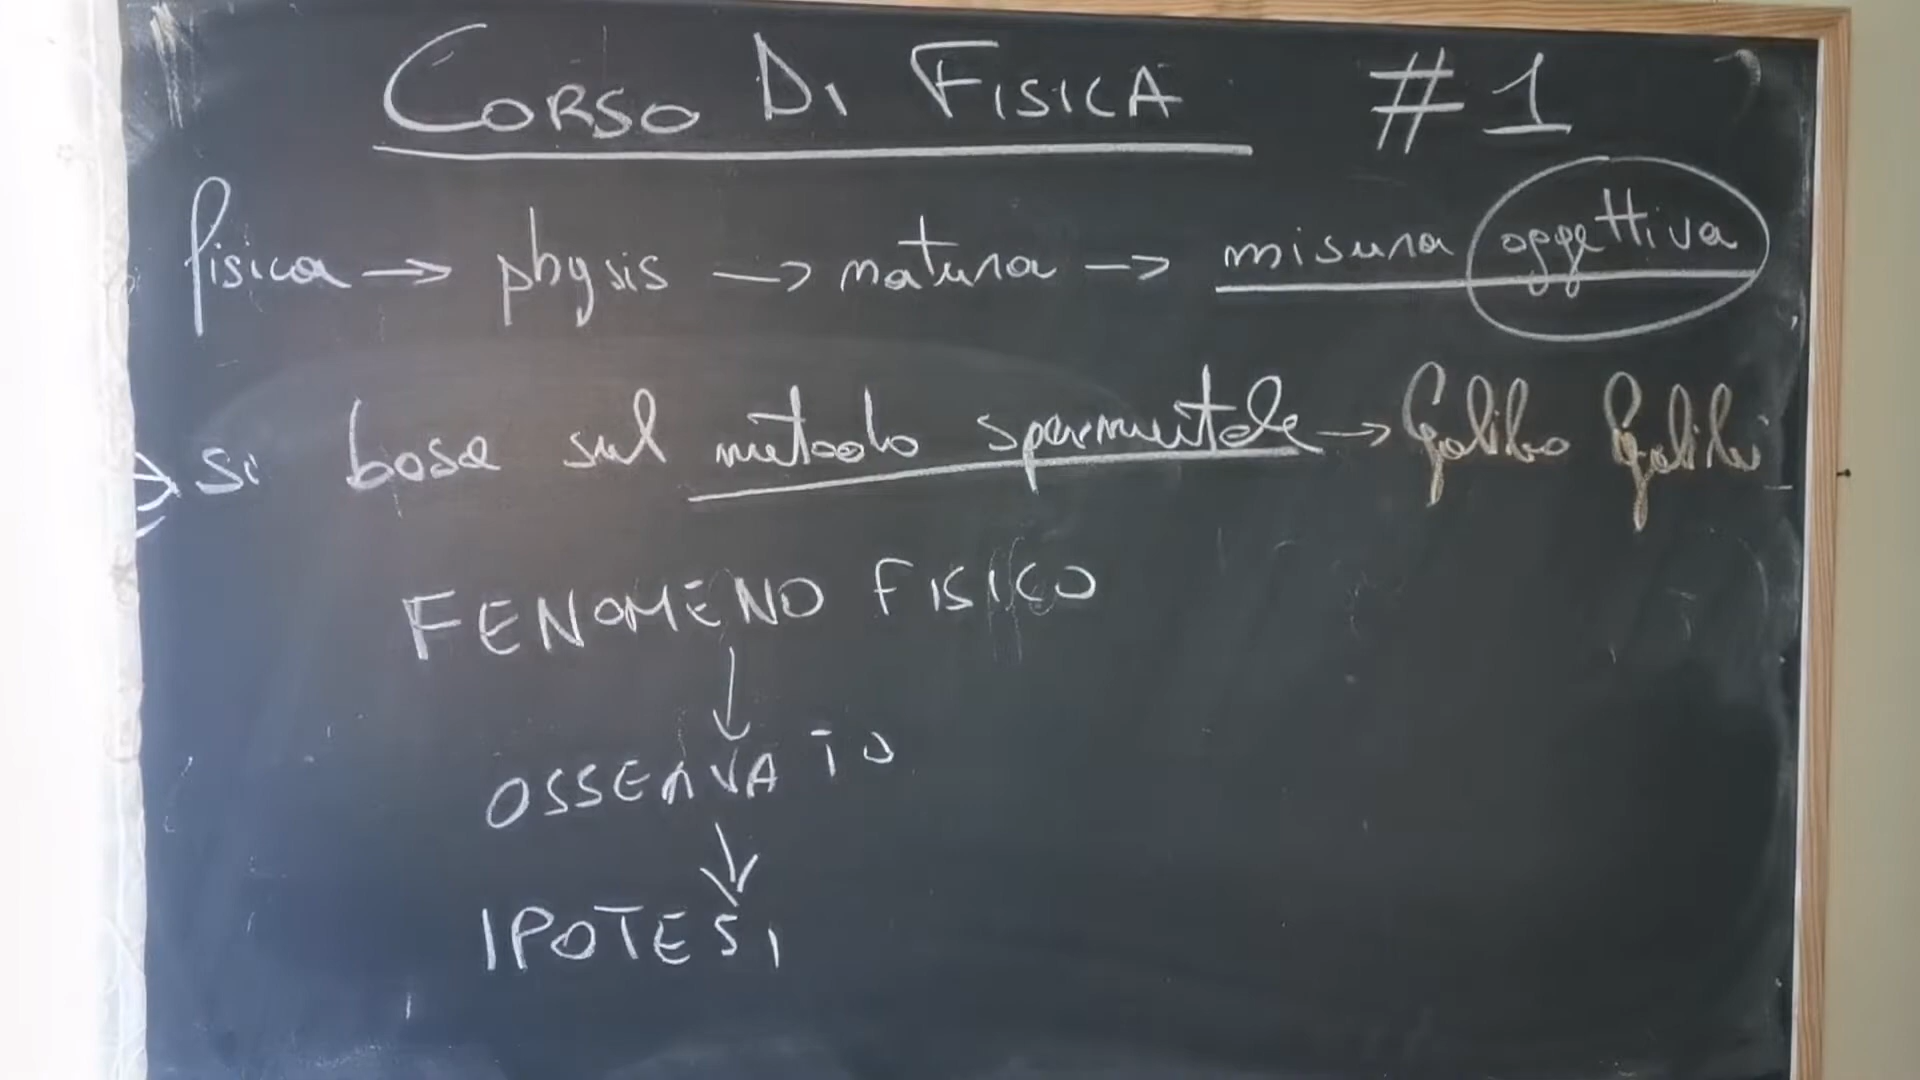 CORSO DI FISICA #1
fisica → physis → natura → misura oggettiva
⇒ si basa sul metodo sperimentale → Galileo Galilei
FENOMENO FISICO
↓
OSSERVATO
↓
IPOTESI